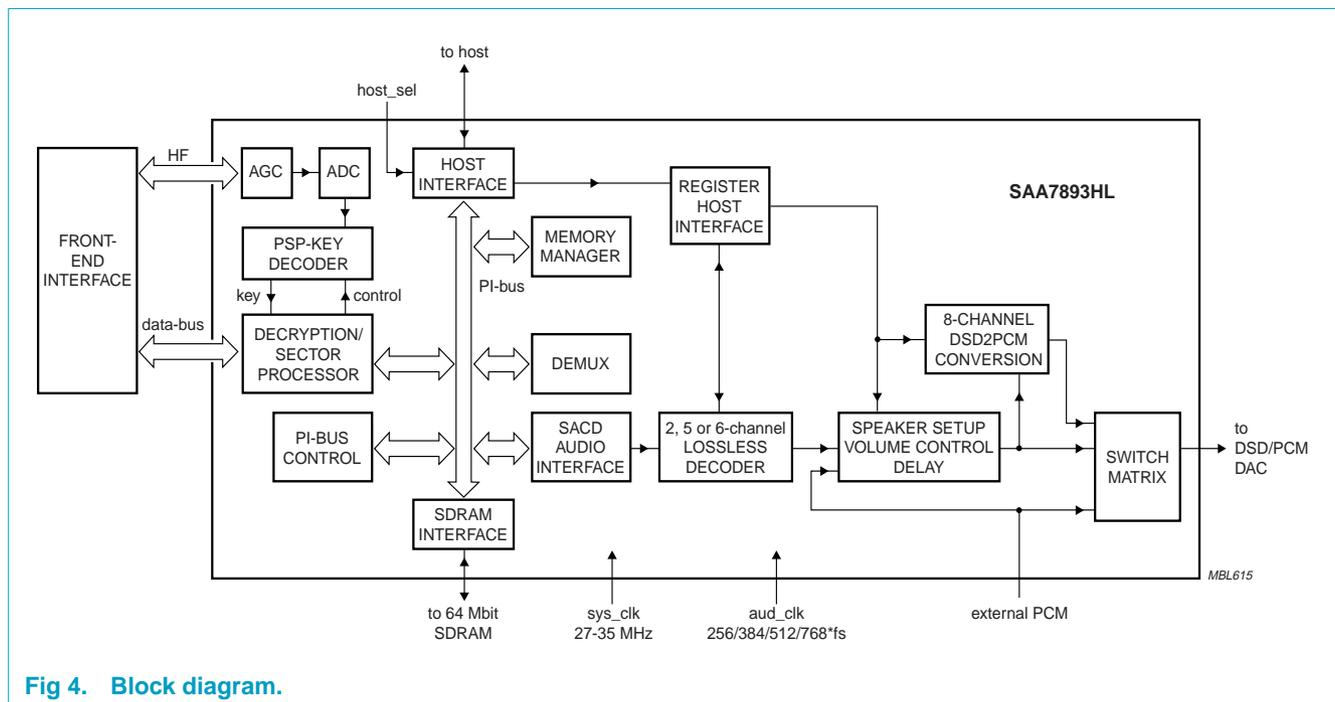 to host
host_sel
HF
AGC
ADC
HOST
INTERFACE
REGISTER
HOST
INTERFACE
SAA7893HL
FRONT-
END
INTERFACE
PSP-KEY
DECODER
MEMORY
MANAGER
PI-bus
key
control
data-bus
DECRYPTION/
SECTOR
PROCESSOR
DEMUX
8-CHANNEL
DSD2PCM
CONVERSION
PI-BUS
CONTROL
SACD
AUDIO
INTERFACE
2, 5 or 6-channel
LOSSLESS
DECODER
SPEAKER SETUP
VOLUME CONTROL
DELAY
SWITCH
MATRIX
to
DSD/PCM
DAC
SDRAM
INTERFACE
MBL615
to 64 Mbit
SDRAM
sys_clk
27-35 MHz
aud_clk
256/384/512/768*fs
external PCM
Fig 4. Block diagram.